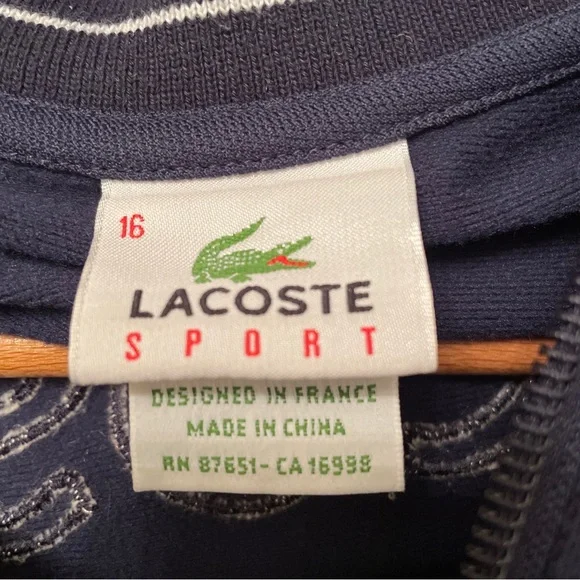 16
LACOSTE
SPORT
DESIGNED IN FRANCE
MADE IN CHINA
RN 87651 - CA 16998